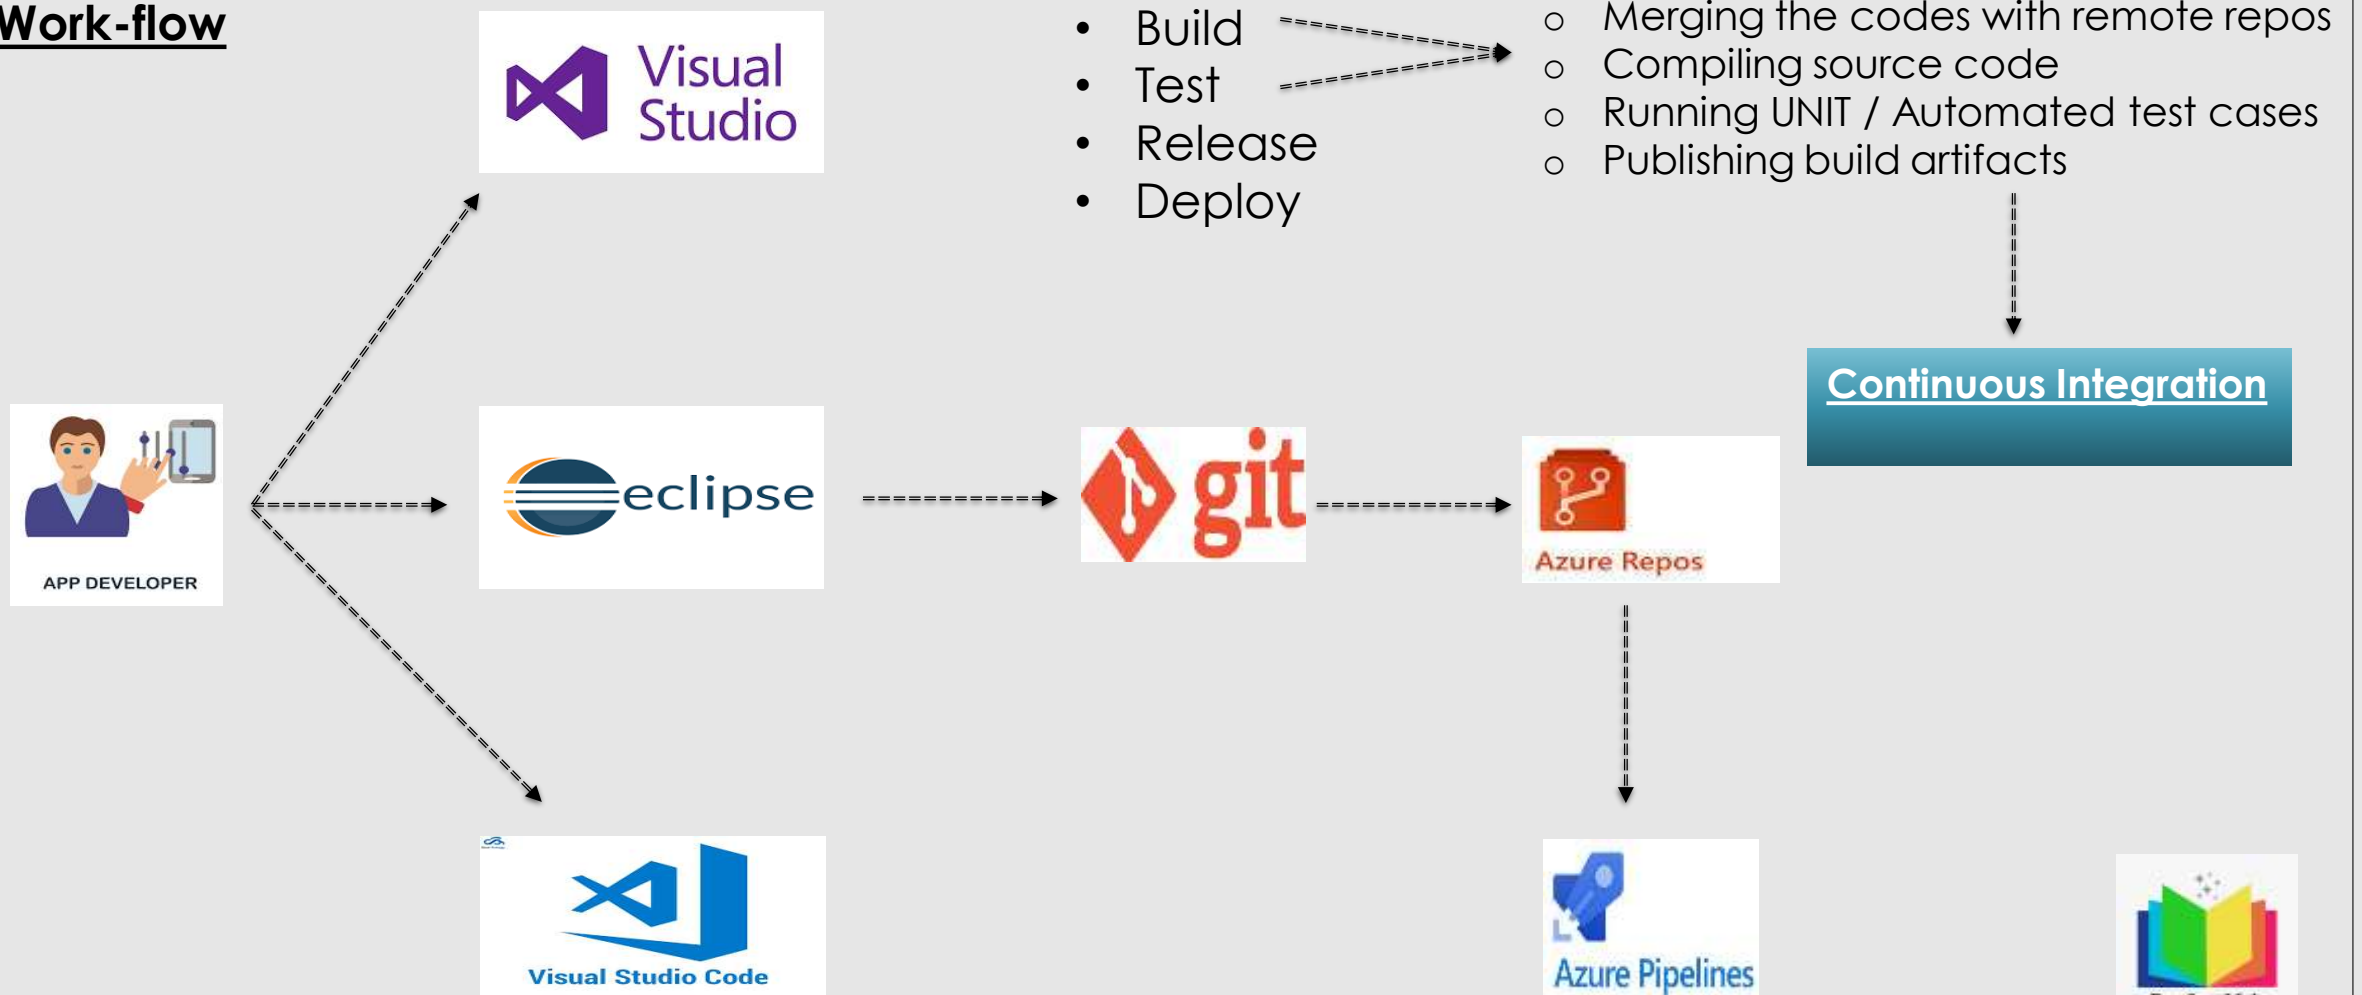 Work-flow
Visual
Studio
• Build
• Test
• Release
• Deploy
o Merging the codes with remote repos
o Compiling source code
o Running UNIT / Automated test cases
o Publishing build artifacts
Continuous Integration
APP DEVELOPER
eclipse
git
Azure Repos
Visual Studio Code
Azure Pipelines